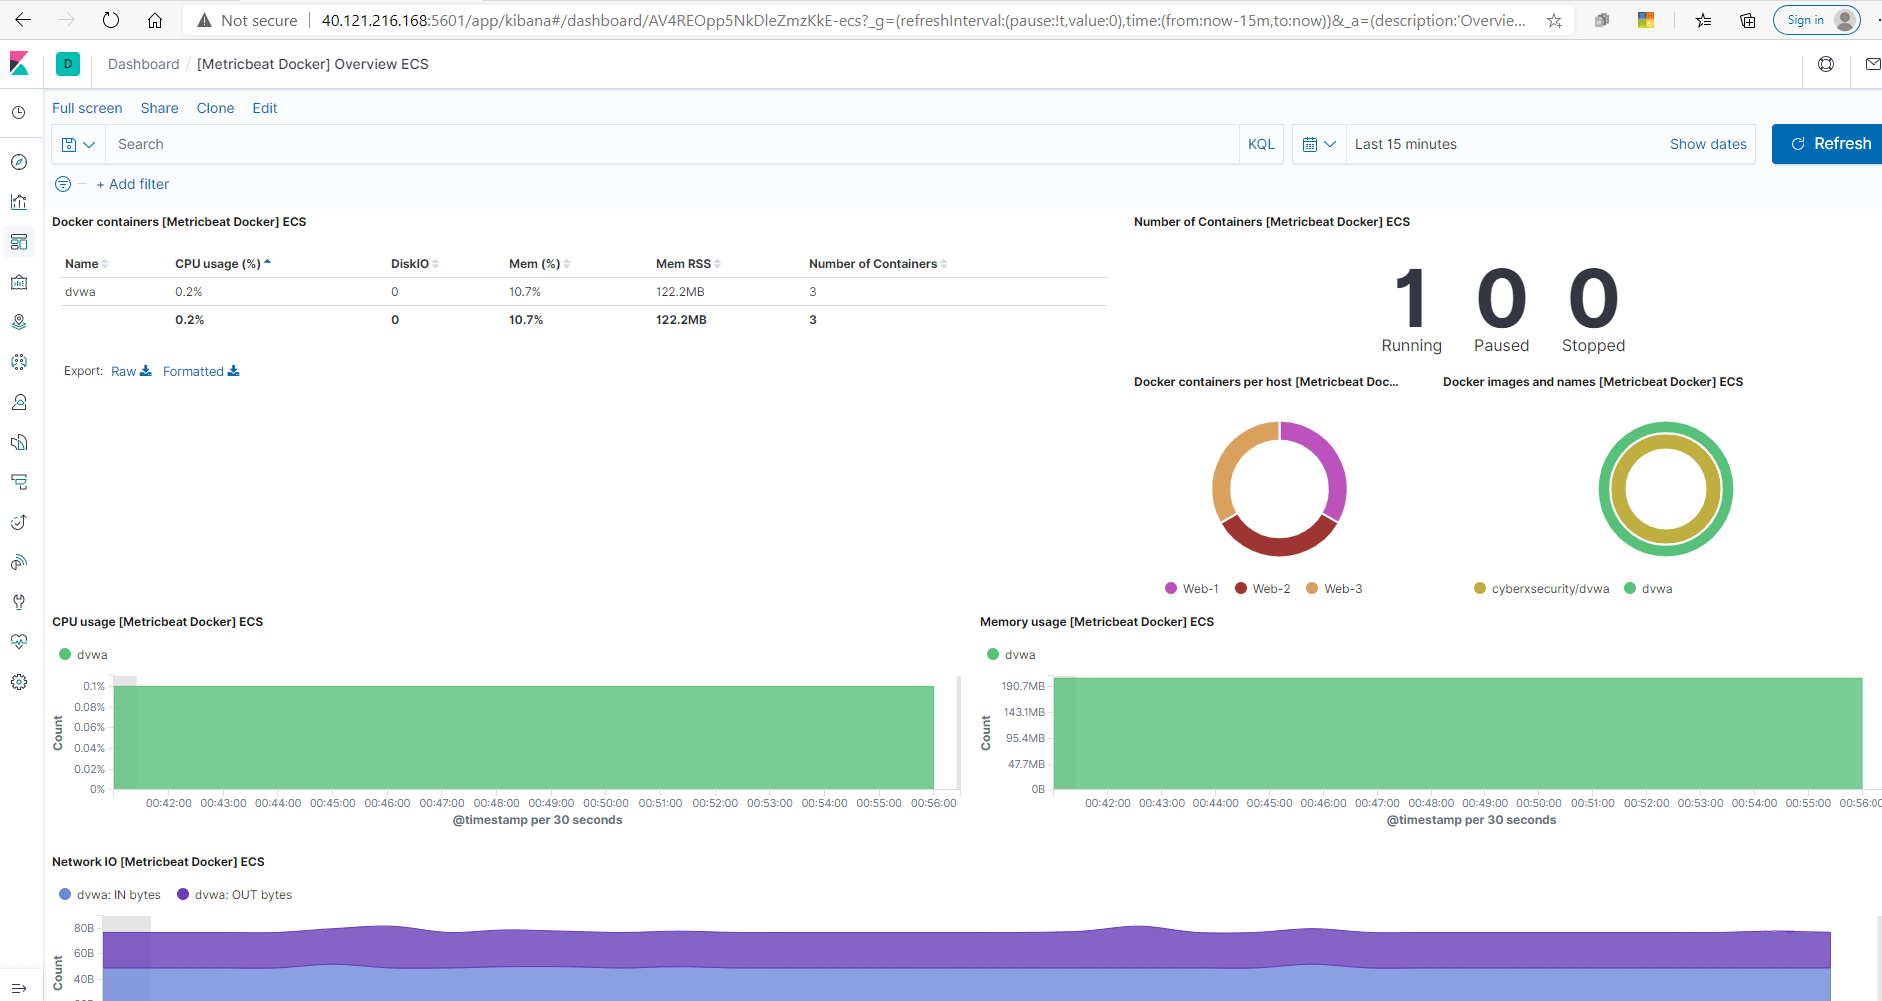 Not secure
40.121.216.168:5601/app/kibana#/dashboard/AV4REOpp5NkDleZmzKkE-ecs?_g=(refreshInterval:(pause:!t,value:0),time:(from:now-15m,to:now))&_a=(description:'Overvie...
Sign in
D
Dashboard / [Metricbeat Docker] Overview ECS
Full screen Share Clone Edit
Search KQL Last 15 minutes Show dates Refresh
+ Add filter
Docker containers [Metricbeat Docker] ECS
Name CPU usage (%) DiskIO Mem (%) Mem RSS Number of Containers
dvwa 0.2% 0 10.7% 122.2MB 3
0.2% 0 10.7% 122.2MB 3
Export: Raw Formatted
Number of Containers [Metricbeat Docker] ECS
1 0 0
Running Paused Stopped
Docker containers per host [Metricbeat Doc...
Web-1 Web-2 Web-3
Docker images and names [Metricbeat Docker] ECS
cyberxsecurity/dvwa dvwa
CPU usage [Metricbeat Docker] ECS
dvwa
0.1%
0.08%
0.06%
0.04%
0.02%
0%
Count
00:42:00 00:43:00 00:44:00 00:45:00 00:46:00 00:47:00 00:48:00 00:49:00 00:50:00 00:51:00 00:52:00 00:53:00 00:54:00 00:55:00 00:56:00
@timestamp per 30 seconds
Memory usage [Metricbeat Docker] ECS
dvwa
190.7MB
143.1MB
95.4MB
47.7MB
0B
Count
00:42:00 00:43:00 00:44:00 00:45:00 00:46:00 00:47:00 00:48:00 00:49:00 00:50:00 00:51:00 00:52:00 00:53:00 00:54:00 00:55:00 00:56:00
@timestamp per 30 seconds
Network IO [Metricbeat Docker] ECS
dvwa: IN bytes dvwa: OUT bytes
80B
60B
40B
Count